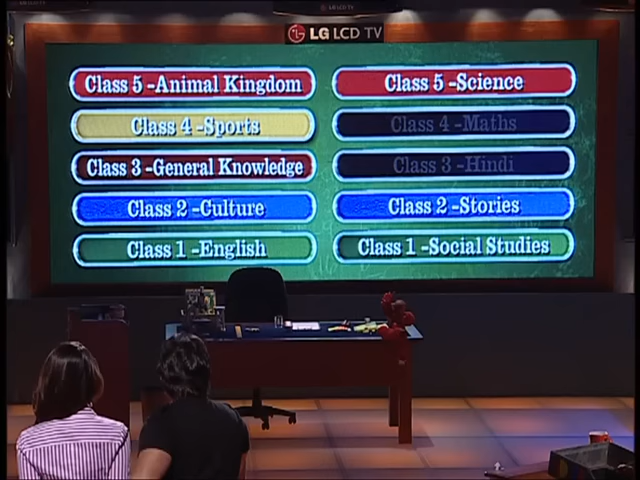 LG LCD TV
Class 5 -Animal Kingdom
Class 5 -Science
Class 4 -Sports
Class 4 -Maths
Class 3 -General Knowledge
Class 3 -Hindi
Class 2 -Culture
Class 2 -Stories
Class 1 -English
Class 1 -Social Studies